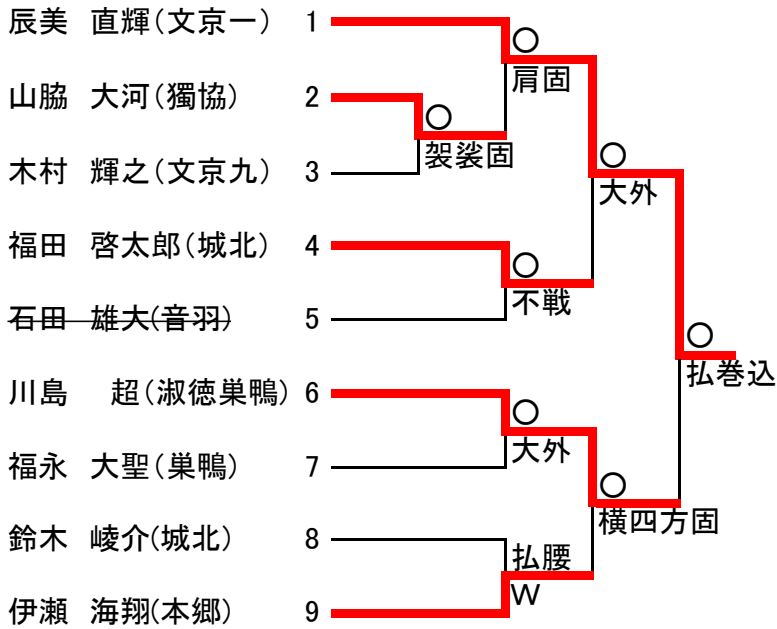 辰美 直輝(文京一) 1
○
肩固
山脇 大河(獨協) 2
○
袈裟固
木村 輝之(文京九) 3
○
大外
福田 啓太郎(城北) 4
○
不戦
石田 雄大(音羽) 5
○
払巻込
川島 超(淑徳巣鴨) 6
○
大外
福永 大聖(巣鴨) 7
○
横四方固
鈴木 崚介(城北) 8
払腰
W
伊瀬 海翔(本郷) 9